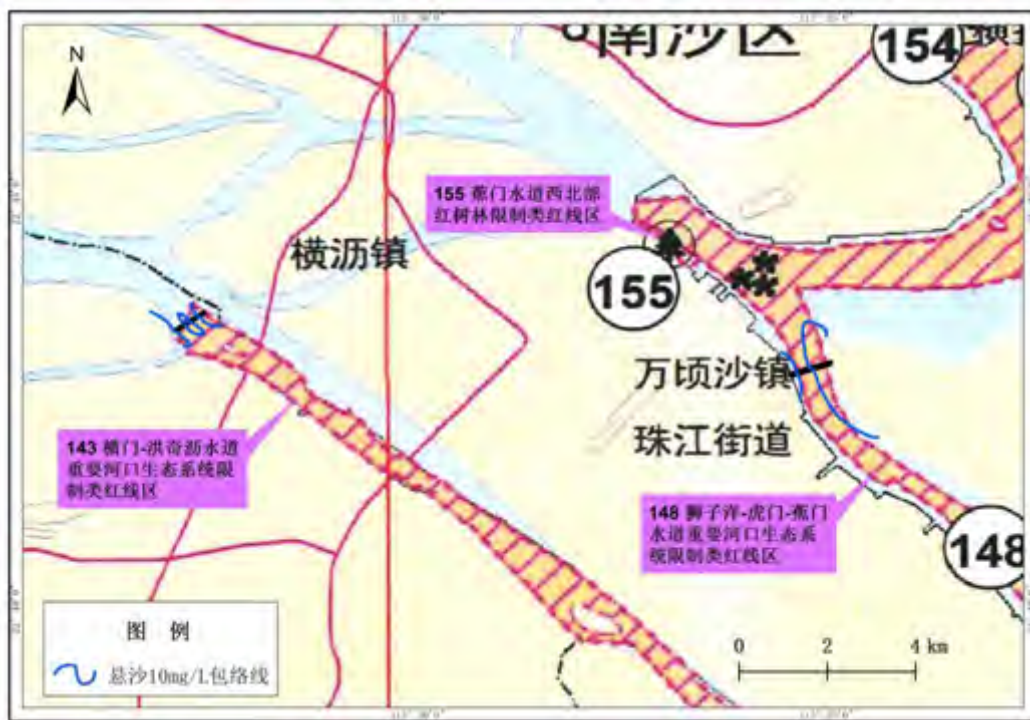 N
南沙区
154
155 蕉门水道西北部
红树林限制类红线区
横沥镇
155
万顷沙镇
珠江街道
143 横门-洪奇沥水道
重要河口生态系统限
制类红线区
148 狮子洋-虎门-蕉门
水道重要河口生态系
统限制类红线区
148
图 例
悬沙10mg/L包络线
0 2 4 km